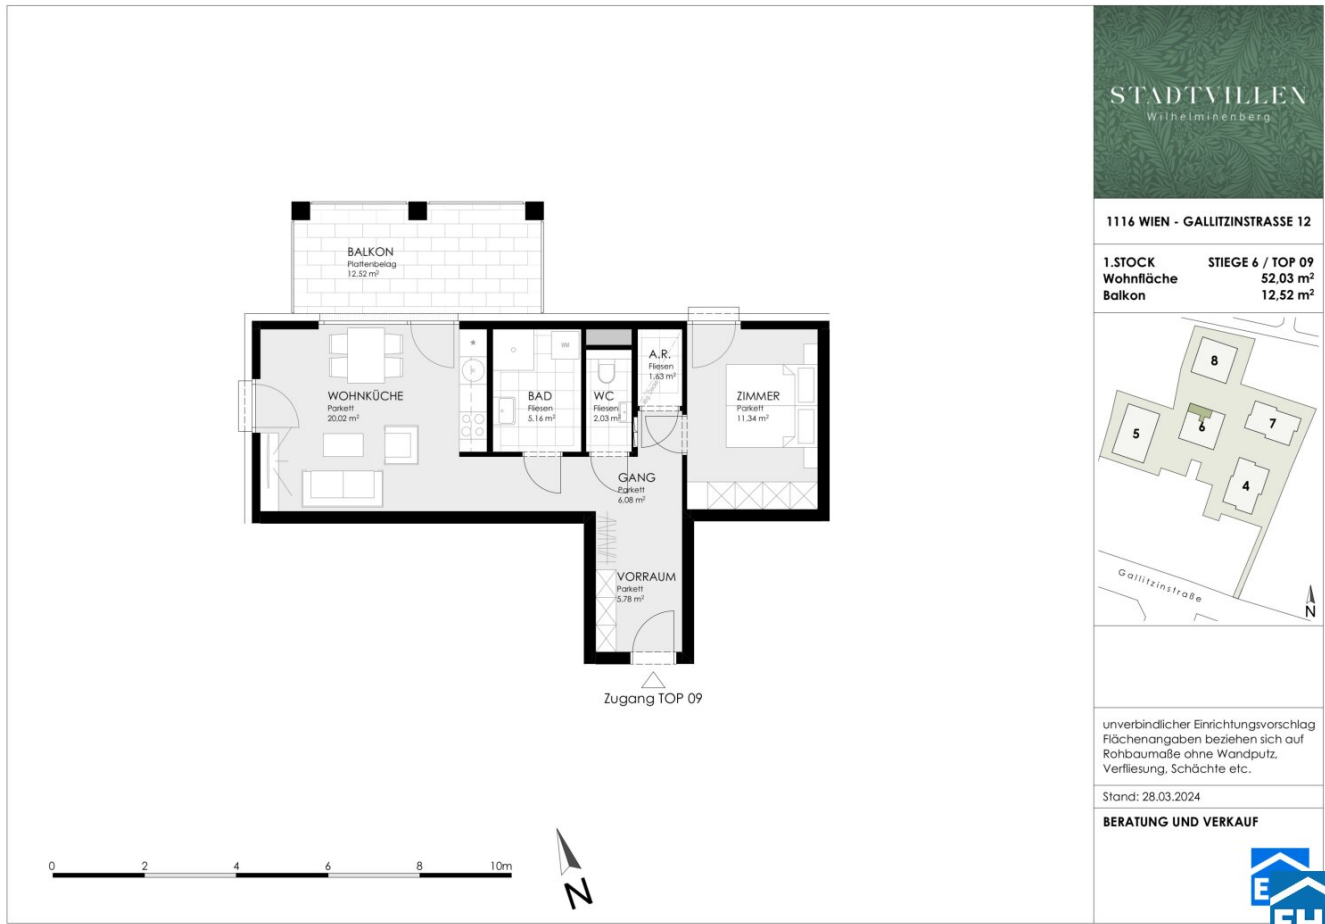 BALKON
Plattenbelag
12,52 m²
WOHNKÜCHE
Parkett
20,02 m²
BAD
Fliesen
5,16 m²
WM
WC
Fliesen
2,03 m²
A.R.
Fliesen
1,63 m²
ZIMMER
Parkett
11,34 m²
GANG
Parkett
6,08 m²
VORRAUM
Parkett
5,78 m²
Zugang TOP 09
0 2 4 6 8 10m
N
STADTVILLEN
Wilhelminenberg
1116 WIEN - GALLITZINSTRASSE 12
1.STOCK STIEGE 6 / TOP 09
Wohnfläche 52,03 m²
Balkon 12,52 m²
8
5
6
7
4
Gallitzinstraße
N
unverbindlicher Einrichtungsvorschlag
Flächenangaben beziehen sich auf
Rohbaumaße ohne Wandputz,
Verfliesung, Schächte etc.
Stand: 28.03.2024
BERATUNG UND VERKAUF
E
EH